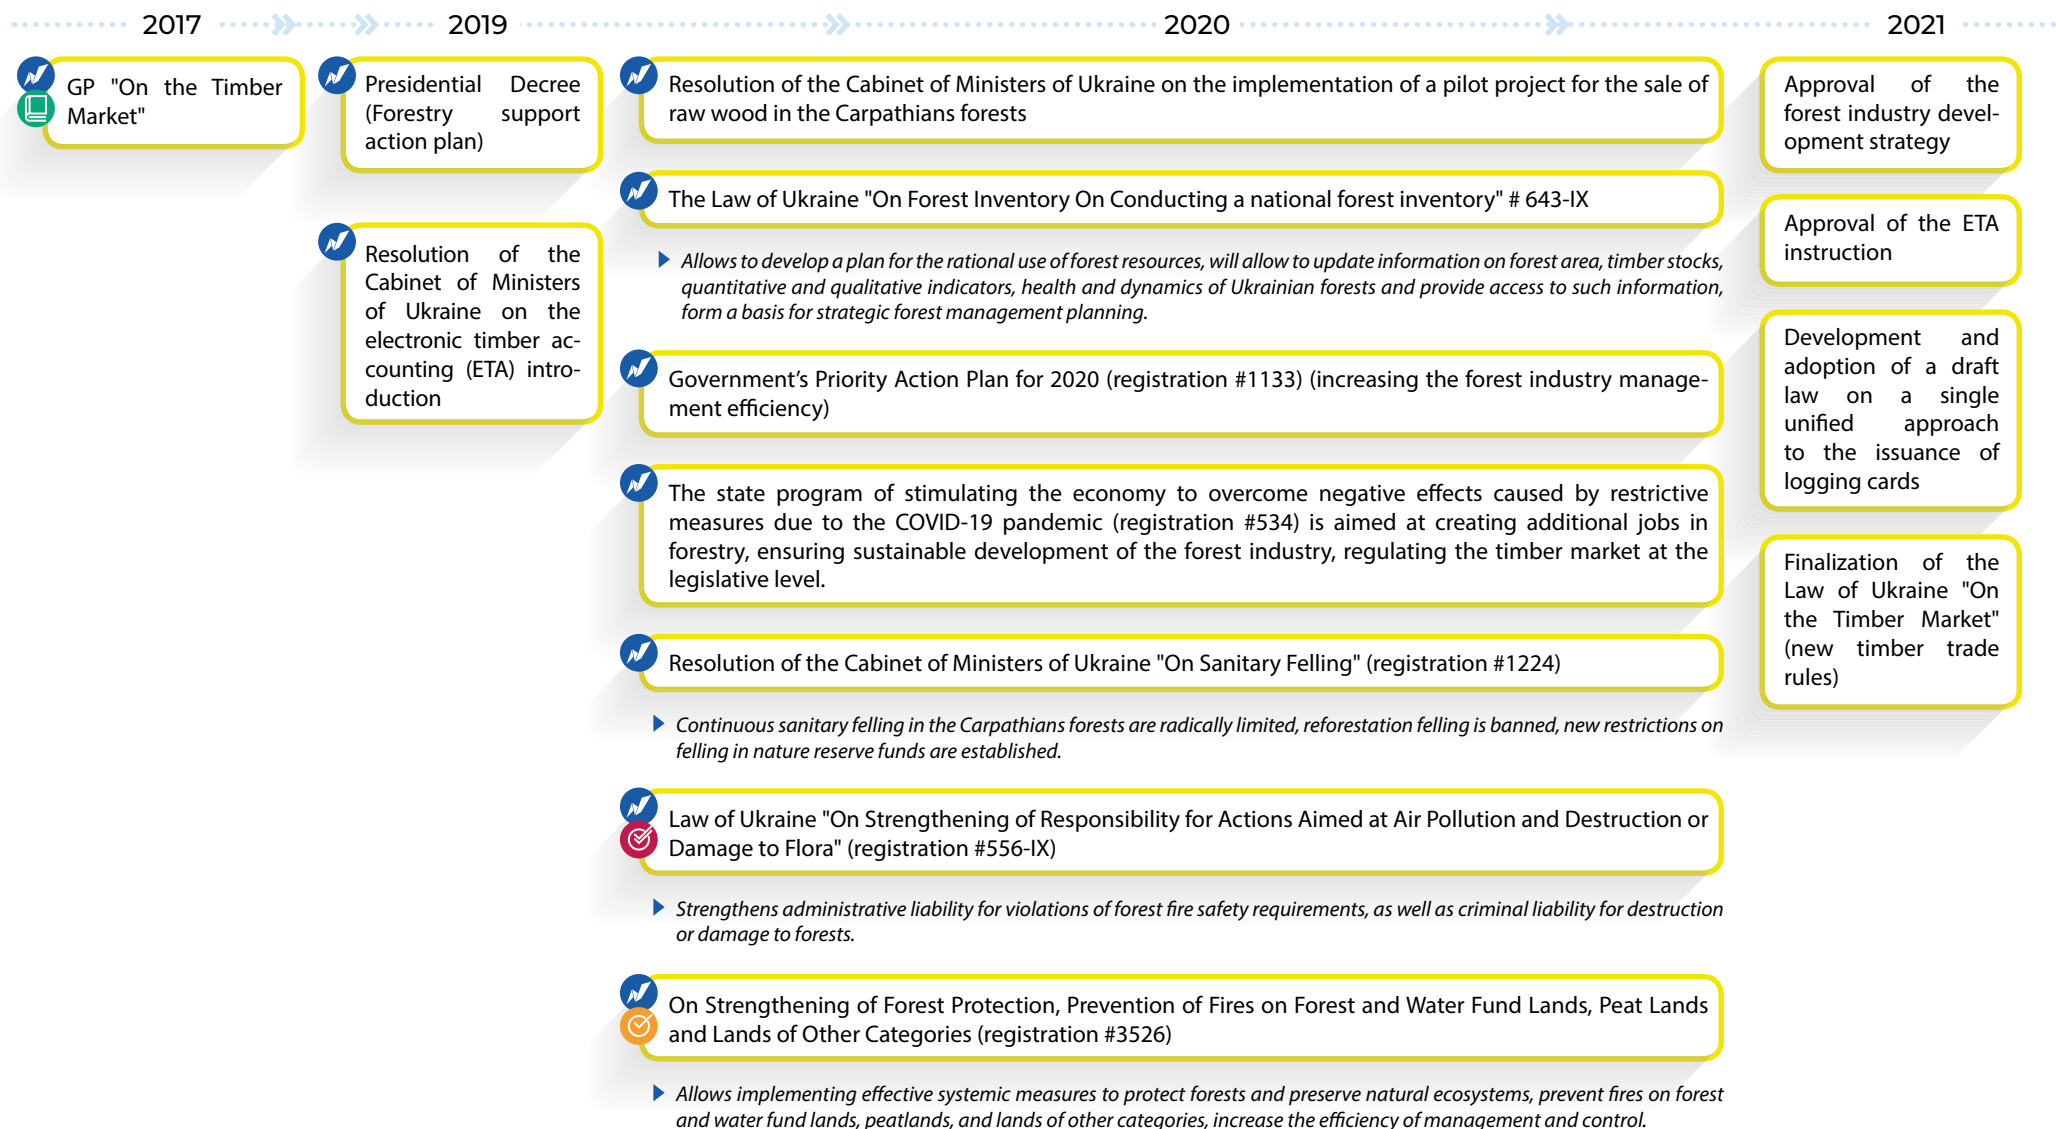 2017
2019
2020
2021
GP "On the Timber
Market"
Presidential Decree
(Forestry support
action plan)
Resolution of the
Cabinet of Ministers
of Ukraine on the
electronic timber ac-
counting (ETA) intro-
duction
Resolution of the Cabinet of Ministers of Ukraine on the implementation of a pilot project for the sale of
raw wood in the Carpathians forests
The Law of Ukraine "On Forest Inventory On Conducting a national forest inventory" # 643-IX
Allows to develop a plan for the rational use of forest resources, will allow to update information on forest area, timber stocks,
quantitative and qualitative indicators, health and dynamics of Ukrainian forests and provide access to such information,
form a basis for strategic forest management planning.
Government's Priority Action Plan for 2020 (registration #1133) (increasing the forest industry manage-
ment efficiency)
The state program of stimulating the economy to overcome negative effects caused by restrictive
measures due to the COVID-19 pandemic (registration #534) is aimed at creating additional jobs in
forestry, ensuring sustainable development of the forest industry, regulating the timber market at the
legislative level.
Resolution of the Cabinet of Ministers of Ukraine "On Sanitary Felling" (registration #1224)
Continuous sanitary felling in the Carpathians forests are radically limited, reforestation felling is banned, new restrictions on
felling in nature reserve funds are established.
Law of Ukraine "On Strengthening of Responsibility for Actions Aimed at Air Pollution and Destruction or
Damage to Flora" (registration #556-IX)
Strengthens administrative liability for violations of forest fire safety requirements, as well as criminal liability for destruction
or damage to forests.
On Strengthening of Forest Protection, Prevention of Fires on Forest and Water Fund Lands, Peat Lands
and Lands of Other Categories (registration #3526)
Allows implementing effective systemic measures to protect forests and preserve natural ecosystems, prevent fires on forest
and water fund lands, peatlands, and lands of other categories, increase the efficiency of management and control.
Approval of the
forest industry devel-
opment strategy
Approval of the ETA
instruction
Development and
adoption of a draft
law on a single
unified approach
to the issuance of
logging cards
Finalization of the
Law of Ukraine "On
the Timber Market"
(new timber trade
rules)